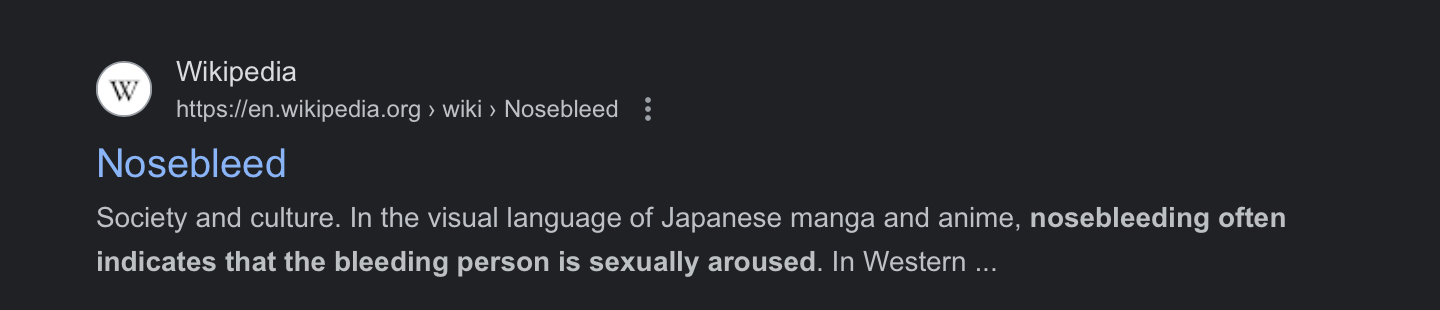 W
Wikipedia
https://en.wikipedia.org › wiki › Nosebleed
Nosebleed
Society and culture. In the visual language of Japanese manga and anime, nosebleeding often
indicates that the bleeding person is sexually aroused. In Western ...